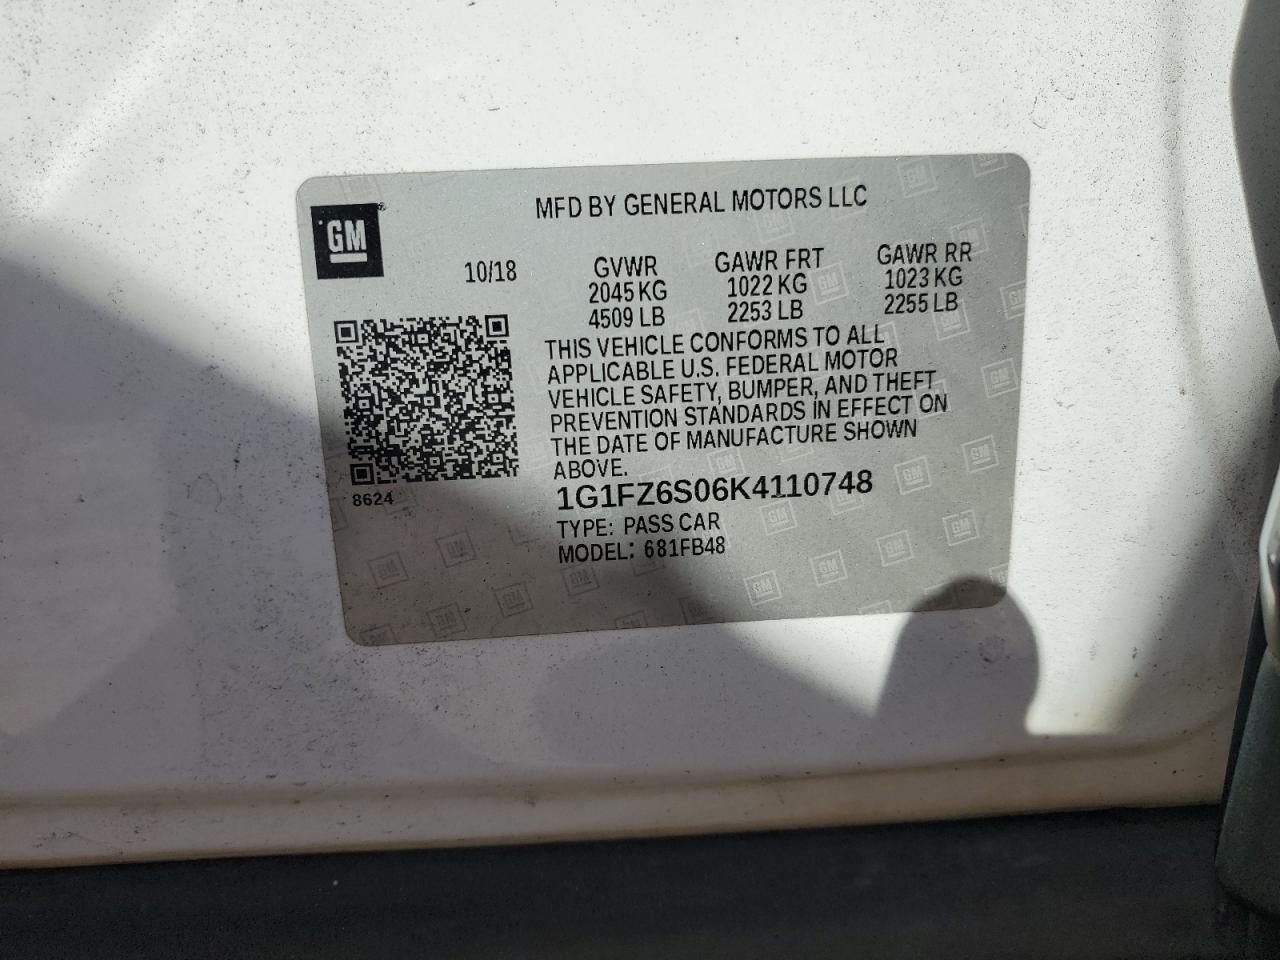 MFD BY GENERAL MOTORS LLC
GM
10/18
GVWR
2045 KG
4509 LB
GAWR FRT
1022 KG
2253 LB
GAWR RR
1023 KG
2255 LB
THIS VEHICLE CONFORMS TO ALL
APPLICABLE U.S. FEDERAL MOTOR
VEHICLE SAFETY, BUMPER, AND THEFT
PREVENTION STANDARDS IN EFFECT ON
THE DATE OF MANUFACTURE SHOWN
ABOVE.
8624
1G1FZ6S06K4110748
TYPE: PASS CAR
MODEL: 681FB48